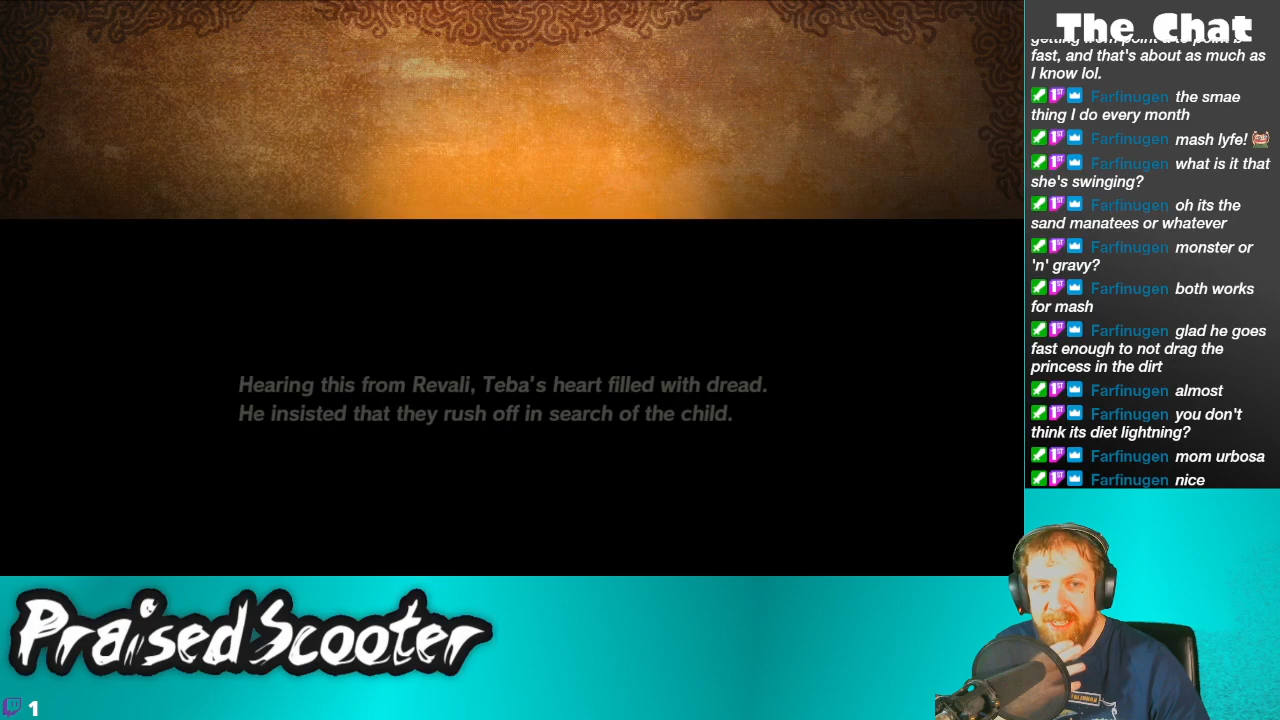 The Chat
fast, and that's about as much as
I know lol.
Farfinugen the smae
thing I do every month
Farfinugen mash lyfe!
Farfinugen what is it that
she's swinging?
Farfinugen oh its the
sand manatees or whatever
Farfinugen monster or
'n' gravy?
Farfinugen both works
for mash
Farfinugen glad he goes
fast enough to not drag the
princess in the dirt
Farfinugen almost
Farfinugen you don't
think its diet lightning?
Farfinugen mom urbosa
Farfinugen nice
Hearing this from Revali, Teba's heart filled with dread.
He insisted that they rush off in search of the child.
PraisedScooter
1